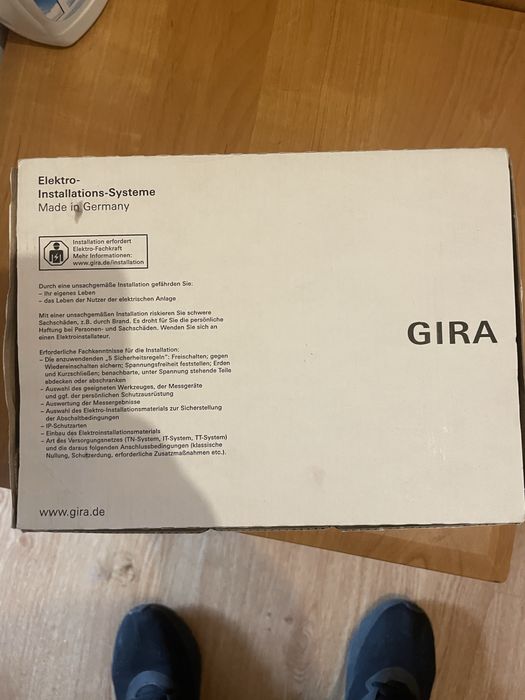 Elektro-
Installations-Systeme
Made in Germany
Installation erfordert
Elektro-Fachkraft
Mehr Informationen:
www.gira.de/installation
Durch eine unsachgemäße Installation gefährden Sie:
– Ihr eigenes Leben
– das Leben der Nutzer der elektrischen Anlage
Mit einer unsachgemäßen Installation riskieren Sie schwere
Sachschäden, z.B. durch Brand. Es droht für Sie die persönliche
Haftung bei Personen- und Sachschäden. Wenden Sie sich an
einen Elektroinstallateur.
GIRA
Erforderliche Fachkenntnisse für die Installation:
– Die anzuwendenden „5 Sicherheitsregeln“: Freischalten; gegen
Wiedereinschalten sichern; Spannungsfreiheit feststellen; Erden
und Kurzschließen; benachbarte, unter Spannung stehende Teile
abdecken oder abschranken
– Auswahl des geeigneten Werkzeuges, der Messgeräte
und ggf. der persönlichen Schutzausrüstung
– Auswertung der Messergebnisse
– Auswahl des Elektro-Installationsmaterials zur Sicherstellung
der Abschaltbedingungen
– IP-Schutzarten
– Einbau des Elektroinstallationsmaterials
– Art des Versorgungsnetzes (TN-System, IT-System, TT-System)
und die daraus folgenden Anschlussbedingungen (klassische
Nullung, Schutzerdung, erforderliche Zusatzmaßnahmen etc.).
www.gira.de